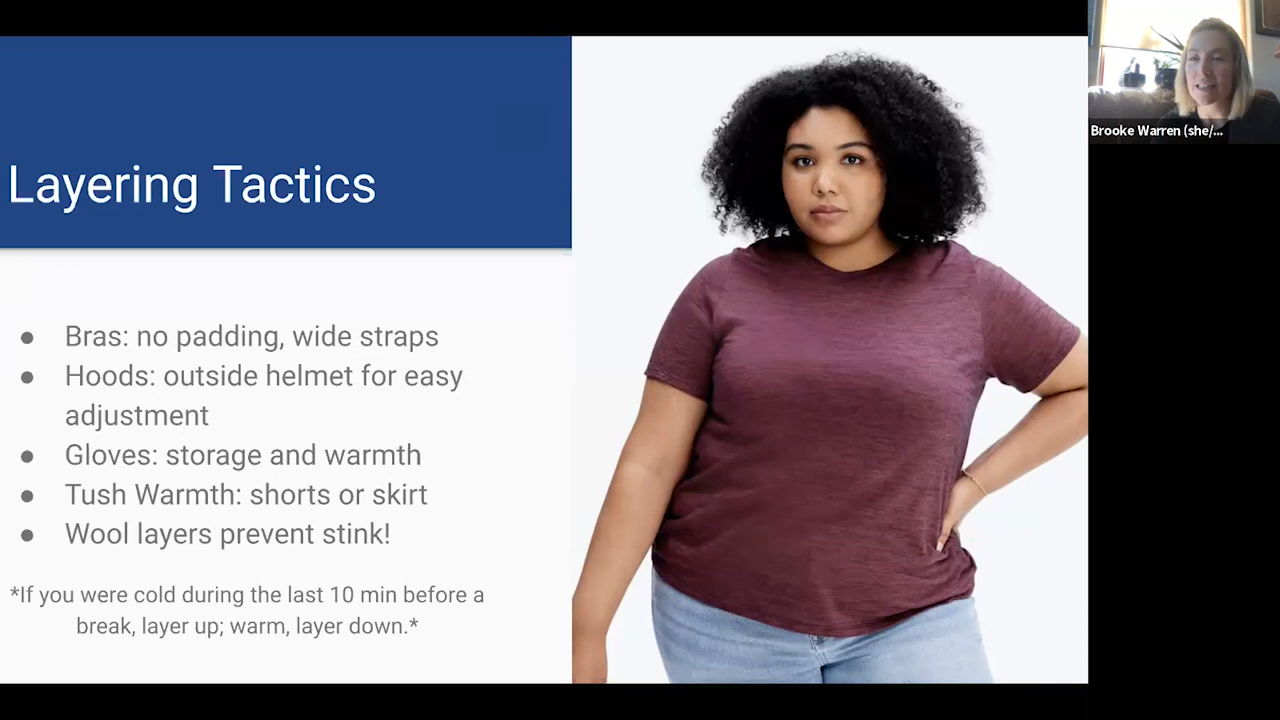 Layering Tactics
● Bras: no padding, wide straps
● Hoods: outside helmet for easy
adjustment
● Gloves: storage and warmth
● Tush Warmth: shorts or skirt
● Wool layers prevent stink!
*If you were cold during the last 10 min before a
break, layer up; warm, layer down.*
Brooke Warren (she/...